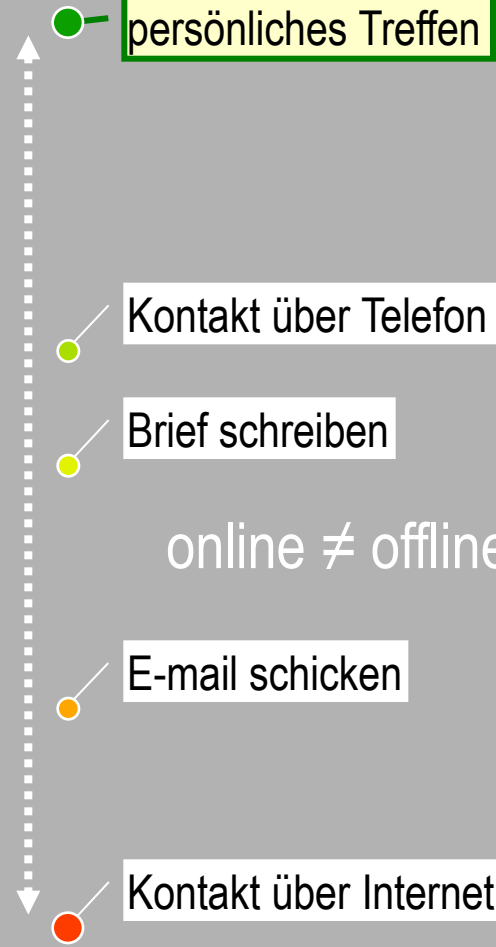 persönliches Treffen
Kontakt über Telefon
Brief schreiben
online ≠ offline
E-mail schicken
Kontakt über Internet